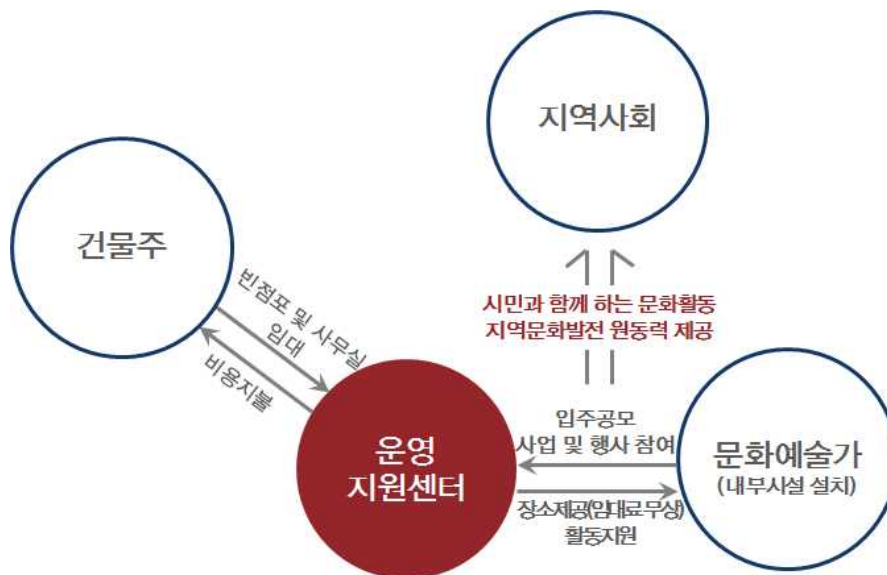 지역사회
건물주
빈점포 및 사무실
임대
비용지불
시민과 함께 하는 문화활동
지역문화발전 원동력 제공
운영
지원센터
입주공모
사업 및 행사 참여
장소제공(임대료무상)
활동지원
문화예술가
(내부시설 설치)